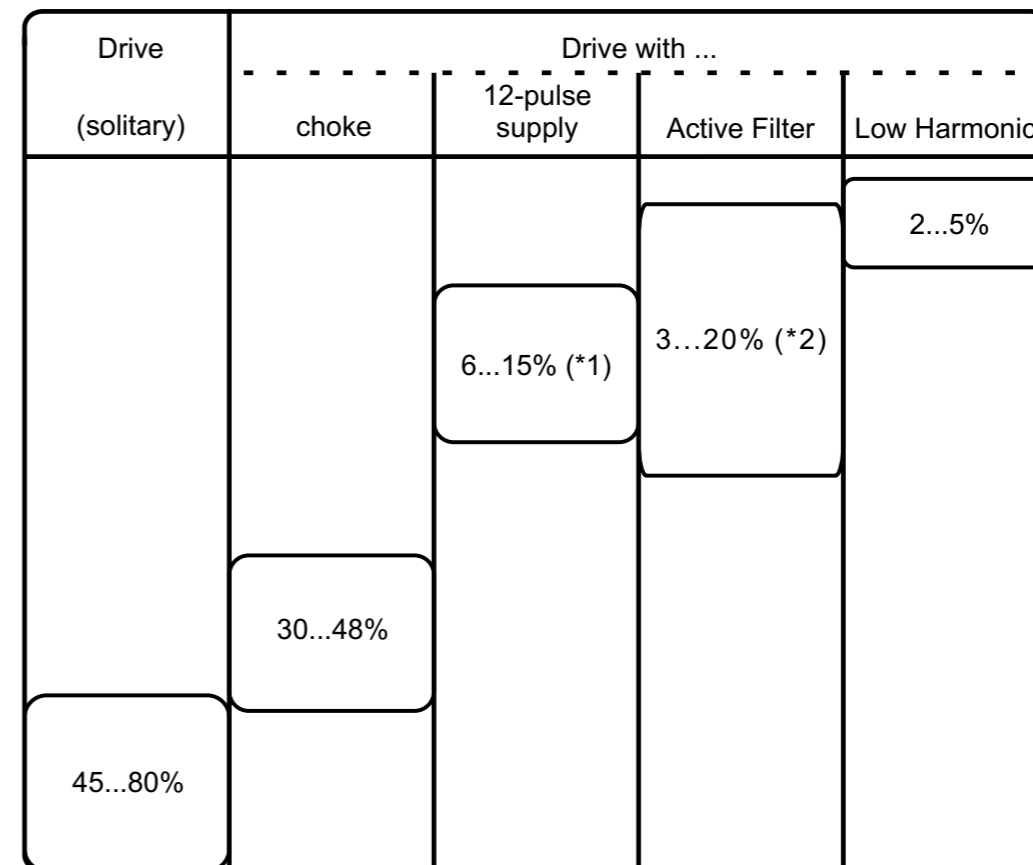 Drive
(solitary)
Drive with ...
choke
12-pulse
supply
Active Filter
Low Harmonic
2...5%
3...20% (*2)
6...15% (*1)
30...48%
45...80%